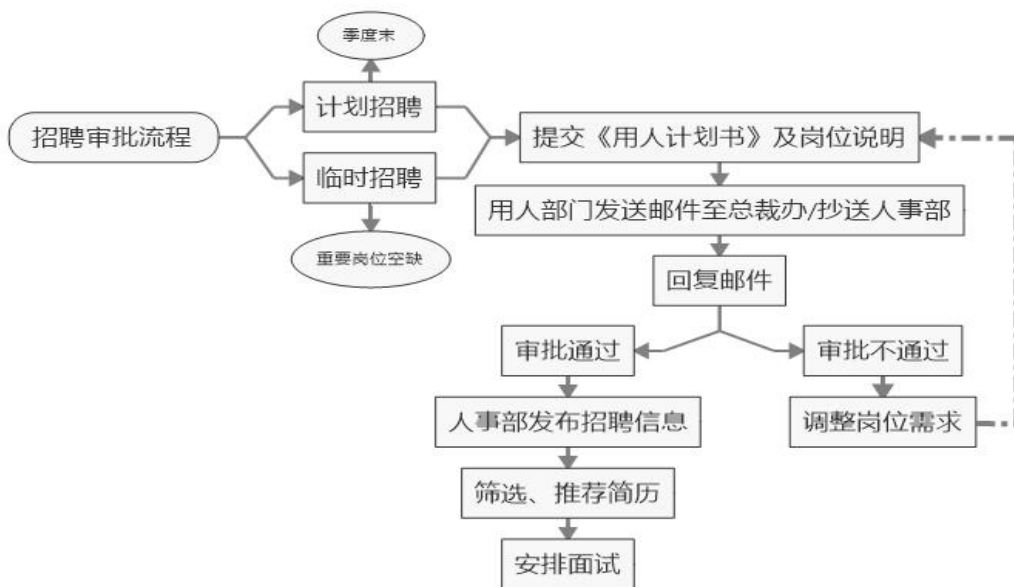 季度末
计划招聘
招聘审批流程
提交《用人计划书》及岗位说明
临时招聘
用人部门发送邮件至总裁办/抄送人事部
重要岗位空缺
回复邮件
审批通过
审批不通过
人事部发布招聘信息
调整岗位需求
筛选、推荐简历
安排面试